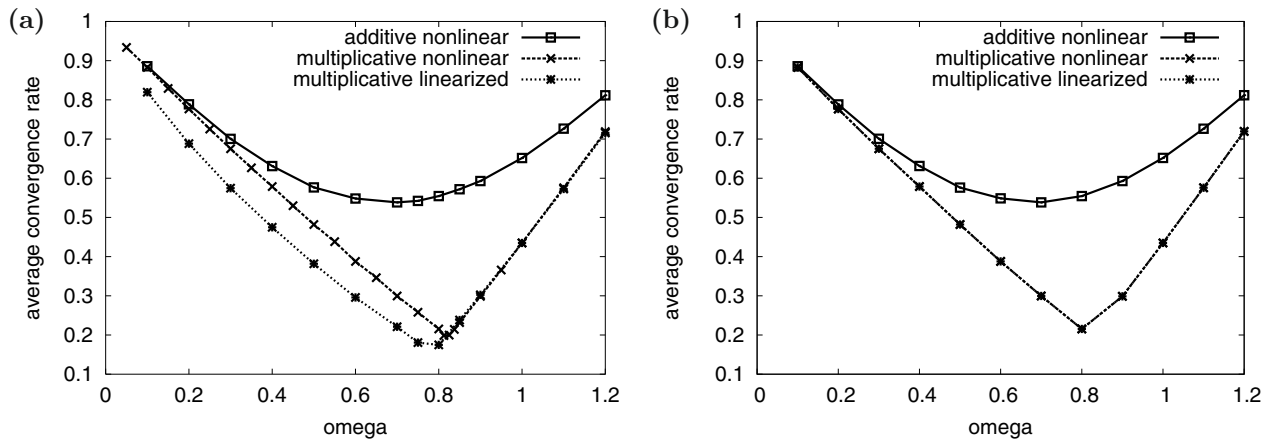 (a)
average convergence rate
1
0.9
0.8
0.7
0.6
0.5
0.4
0.3
0.2
0.1
additive nonlinear
multiplicative nonlinear
multiplicative linearized
0 0.2 0.4 0.6 0.8 1 1.2
omega
(b)
average convergence rate
1
0.9
0.8
0.7
0.6
0.5
0.4
0.3
0.2
0.1
additive nonlinear
multiplicative nonlinear
multiplicative linearized
0 0.2 0.4 0.6 0.8 1 1.2
omega